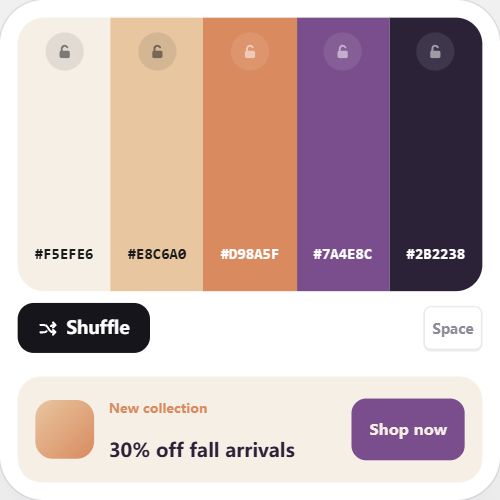 #F5EFE6 #E8C6A0 #D98A5F #7A4E8C #2B2238
Shuffle
Space
New collection
30% off fall arrivals
Shop now